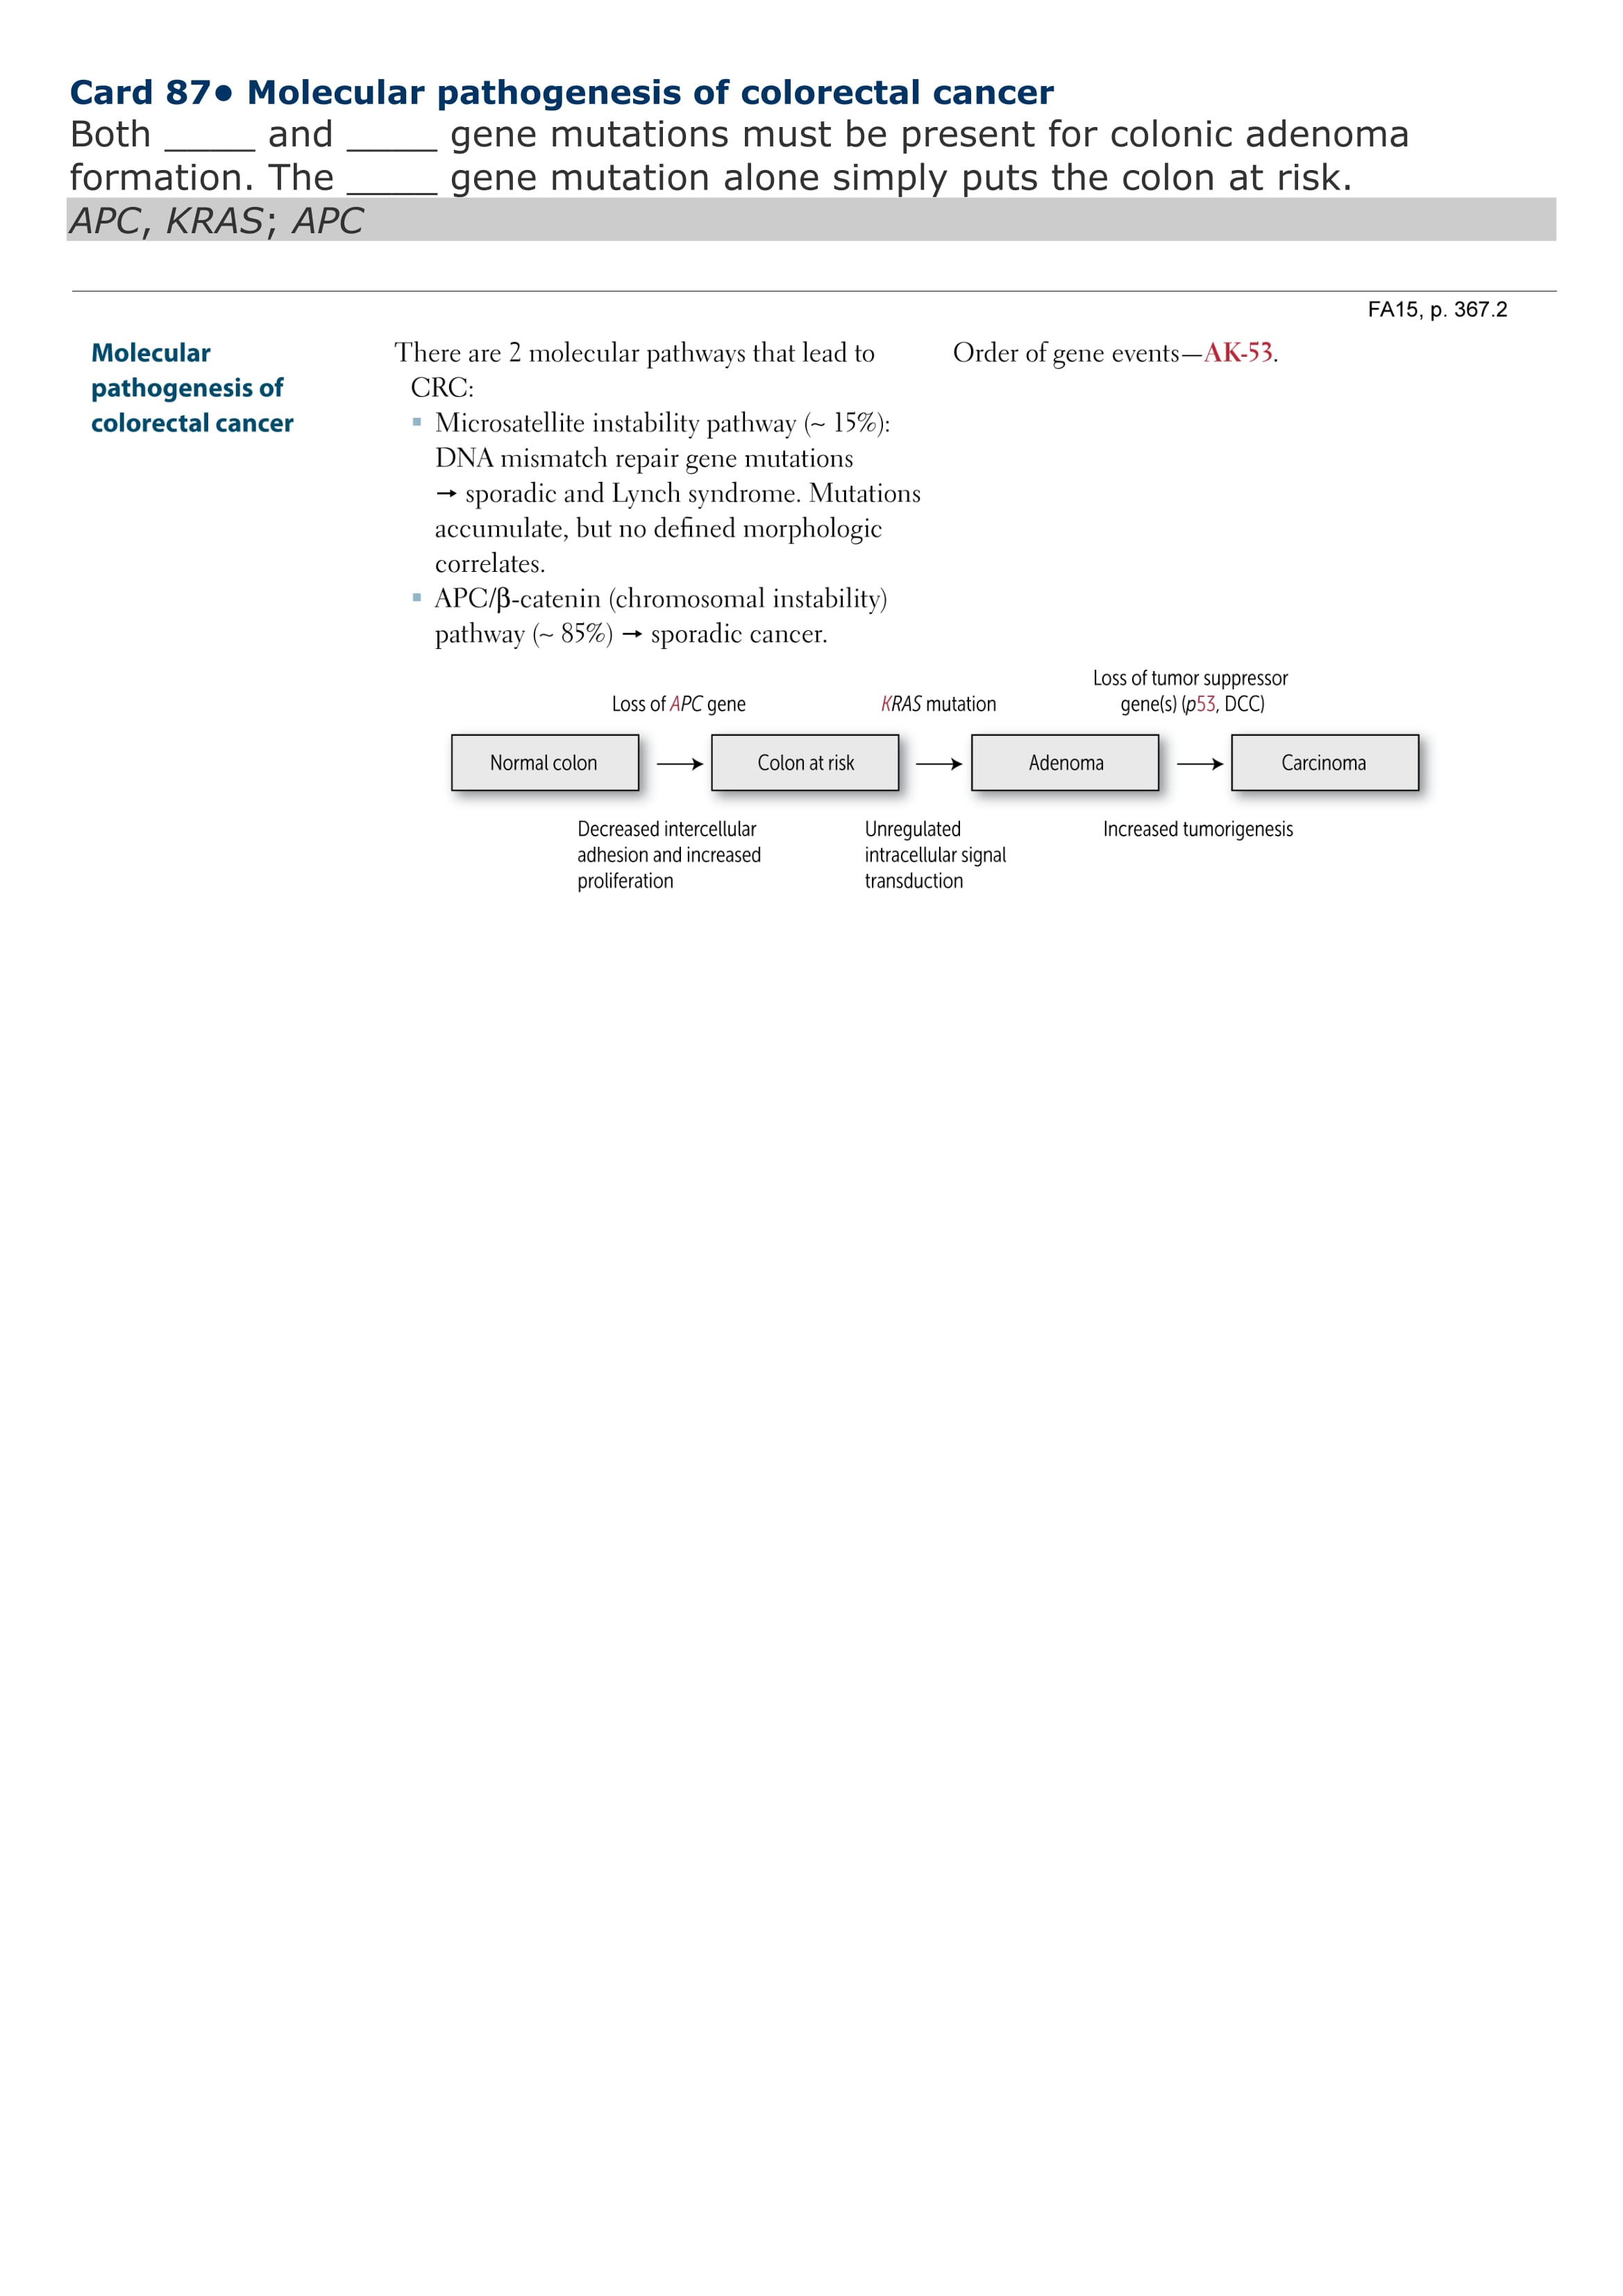 Card 87● Molecular pathogenesis of colorectal cancer
Both _____ and _____ gene mutations must be present for colonic adenoma
formation. The _____ gene mutation alone simply puts the colon at risk.
APC, KRAS; APC
FA15, p. 367.2
Molecular
pathogenesis of
colorectal cancer
There are 2 molecular pathways that lead to
CRC:
▪ Microsatellite instability pathway (~ 15%):
DNA mismatch repair gene mutations
→ sporadic and Lynch syndrome. Mutations
accumulate, but no defined morphologic
correlates.
▪ APC/β-catenin (chromosomal instability)
pathway (~ 85%) → sporadic cancer.
Order of gene events—AK-53.
Loss of APC gene
KRAS mutation
Loss of tumor suppressor
gene(s) (p53, DCC)
Normal colon
Colon at risk
Adenoma
Carcinoma
Decreased intercellular
adhesion and increased
proliferation
Unregulated
intracellular signal
transduction
Increased tumorigenesis